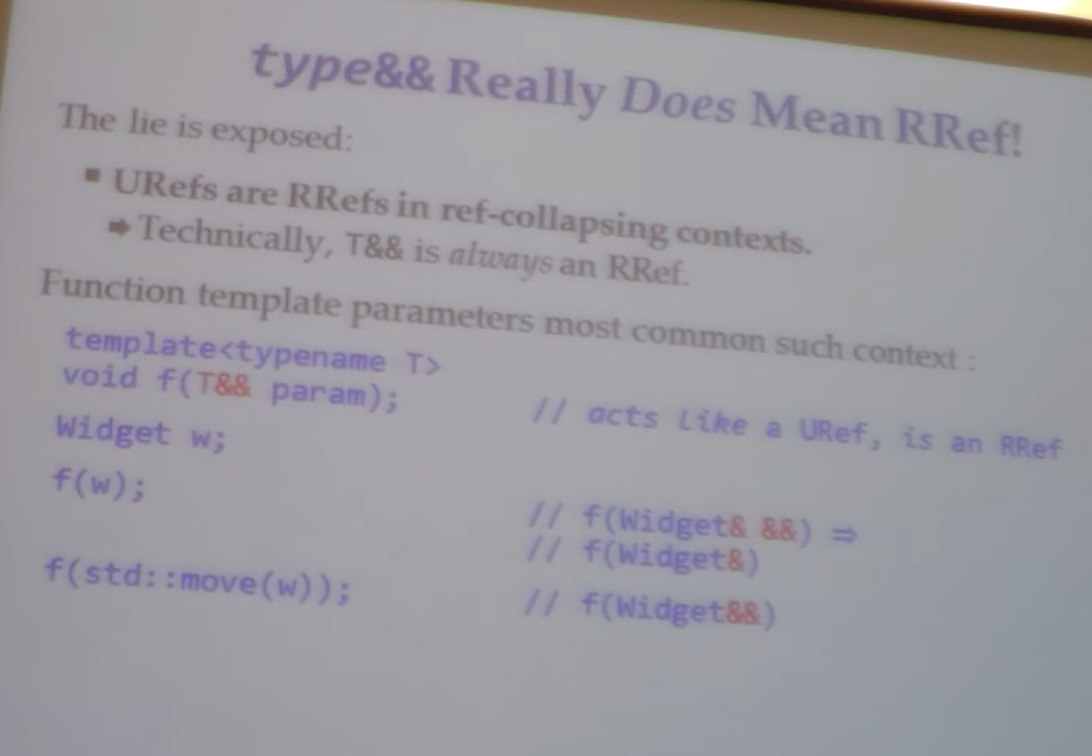 type&& Really Does Mean RRef!
The lie is exposed:
▪ URefs are RRefs in ref-collapsing contexts.
➡ Technically, T&& is always an RRef.
Function template parameters most common such context :
template<typename T>
void f(T&& param); // acts like a URef, is an RRef
Widget w;
f(w); // f(Widget& &&) ⇒
// f(Widget&)
f(std::move(w)); // f(Widget&&)